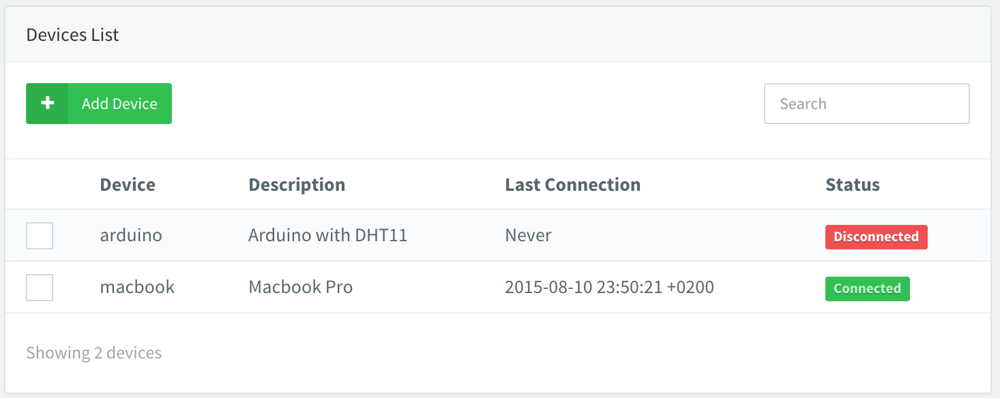 Devices List
Add Device
Search
Device Description Last Connection Status
arduino Arduino with DHT11 Never Disconnected
macbook Macbook Pro 2015-08-10 23:50:21 +0200 Connected
Showing 2 devices